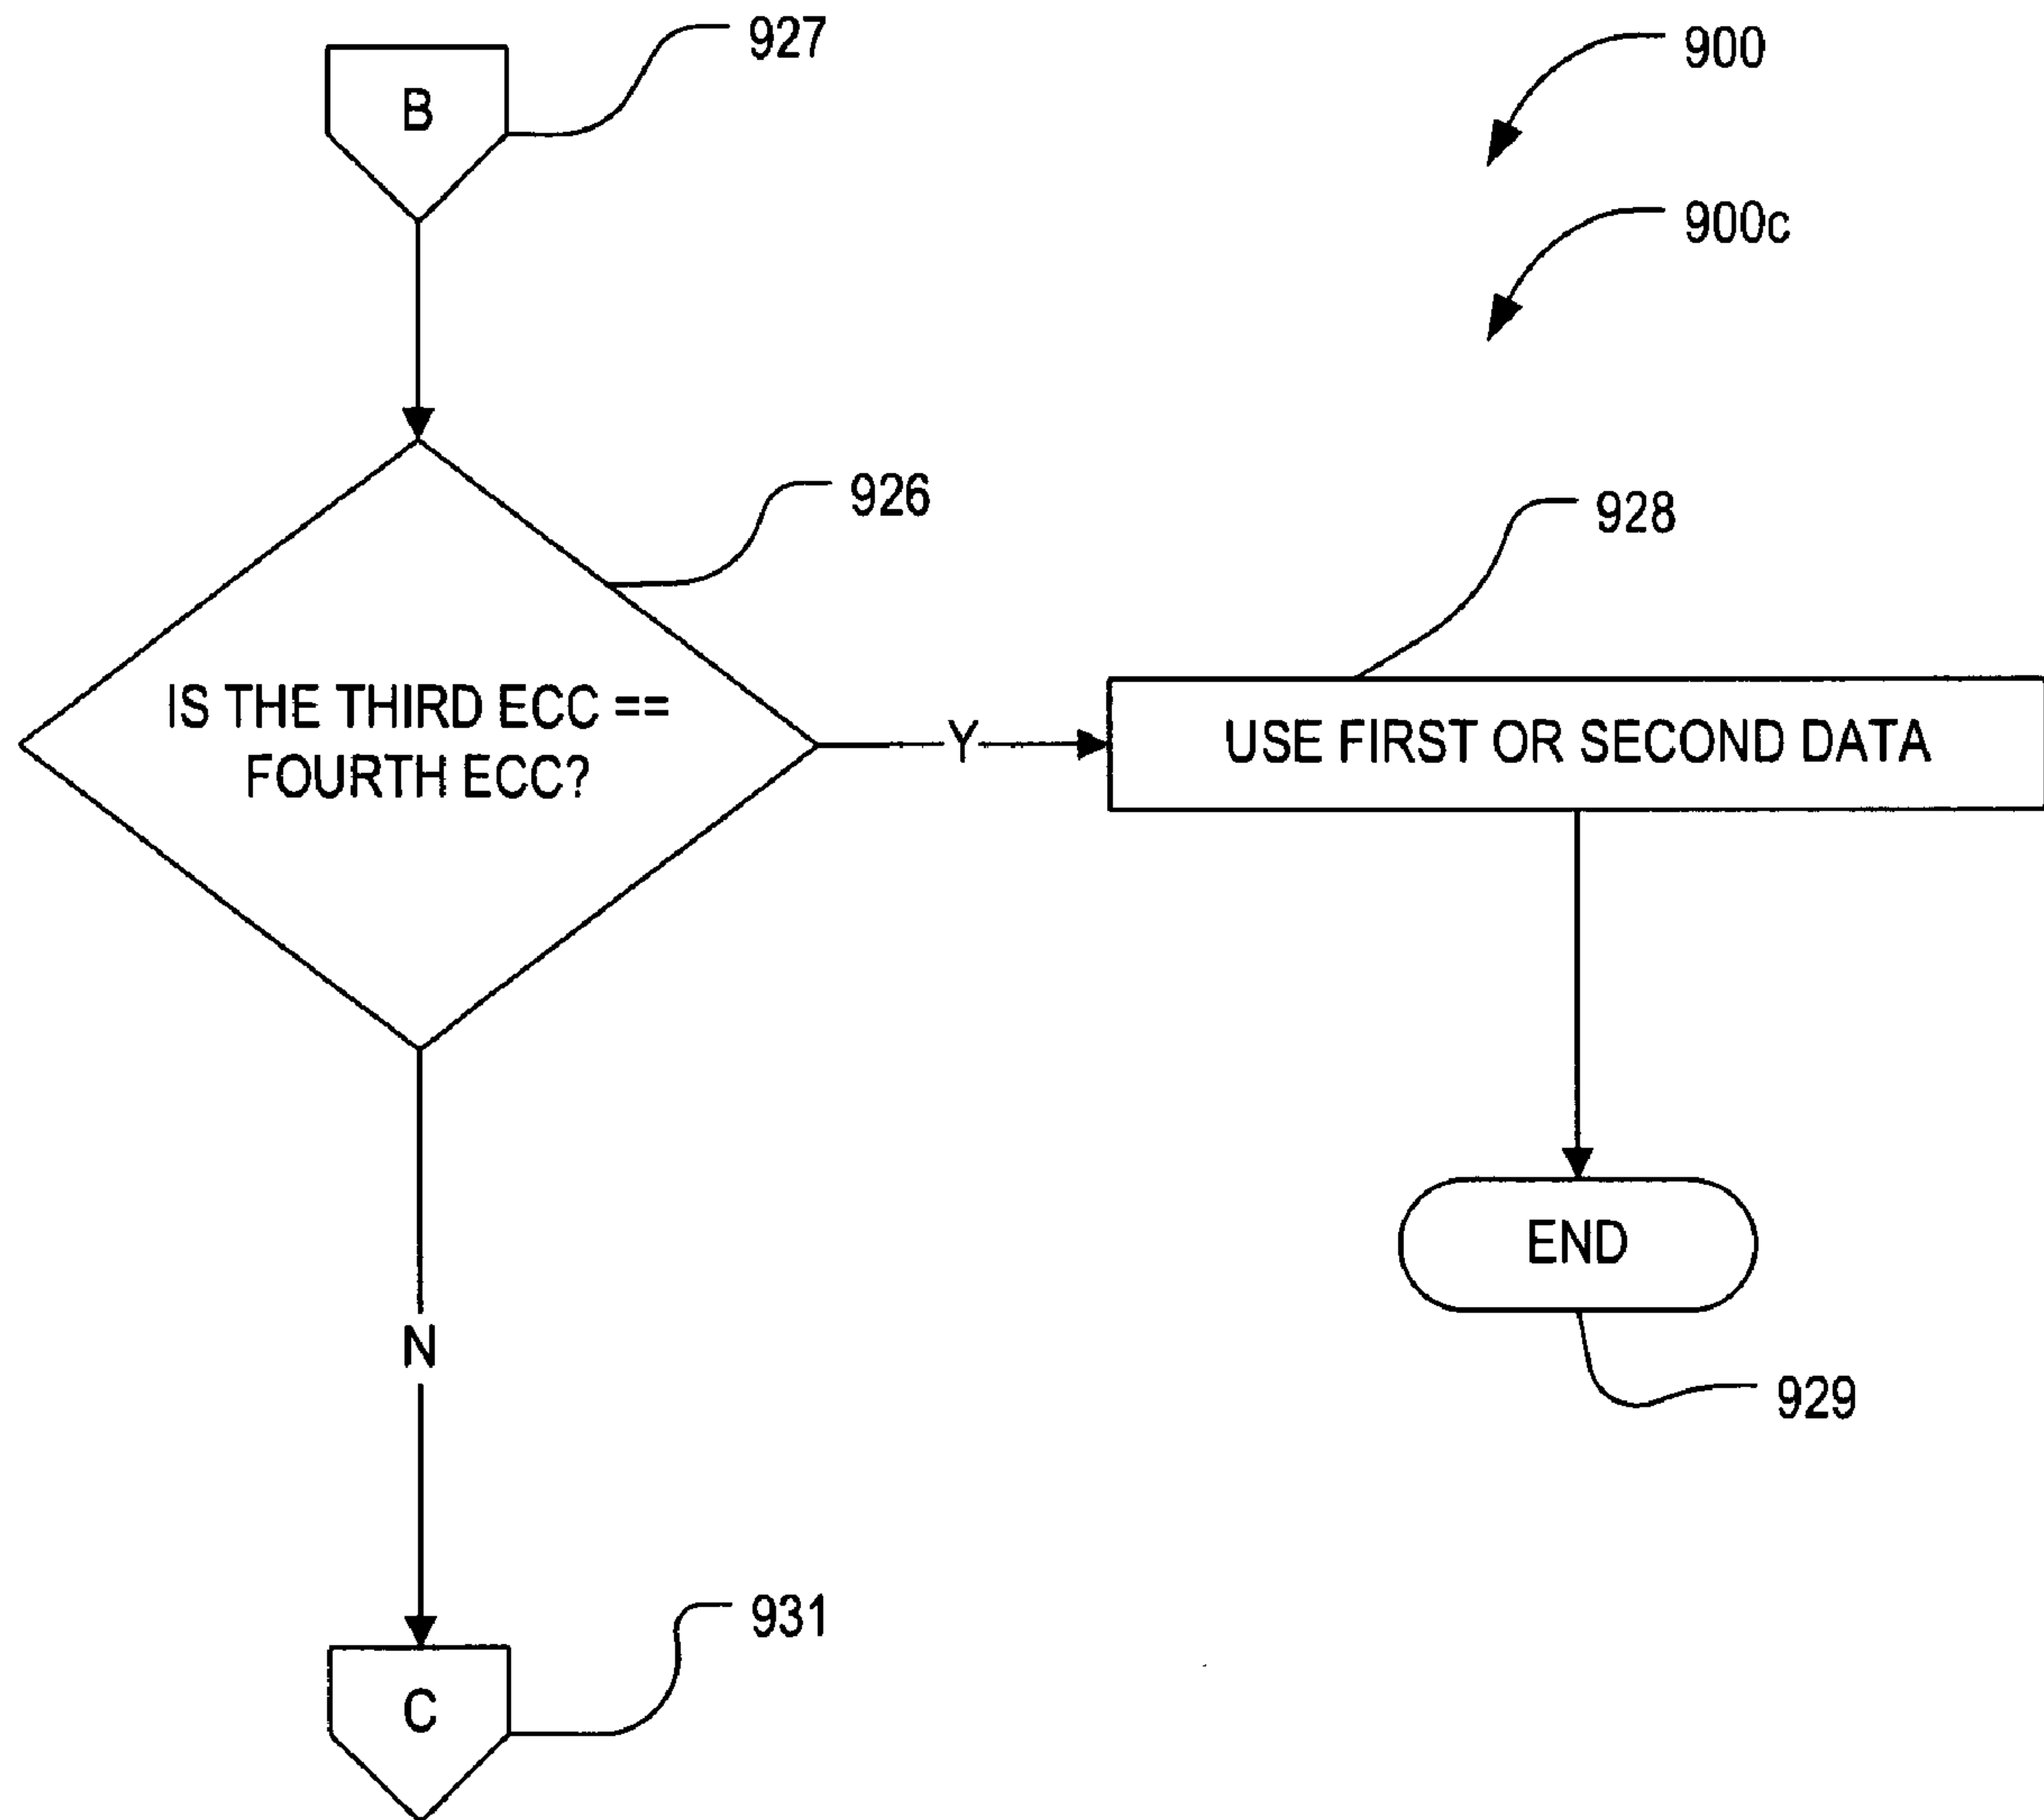 927
B
900
900c
926
928
IS THE THIRD ECC ==
FOURTH ECC?
Y
USE FIRST OR SECOND DATA
END
N
929
931
C